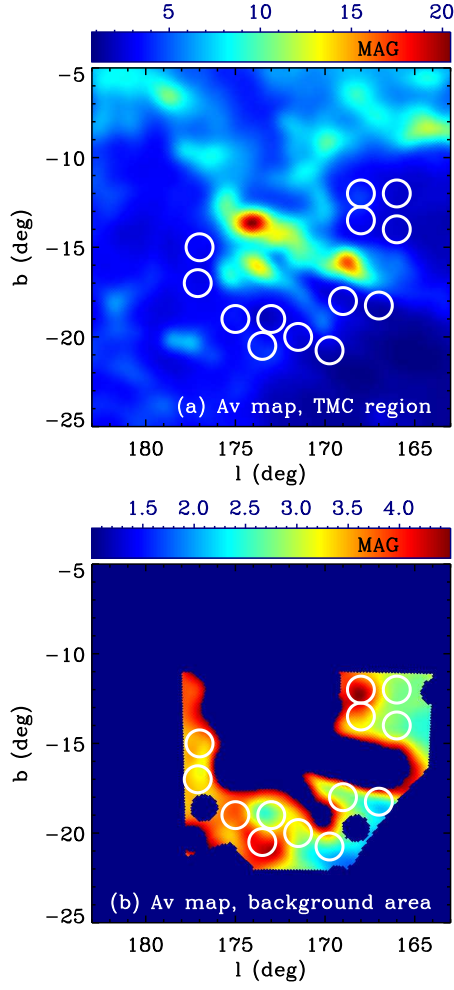 5 10 15 20
MAG
-5
-10
-15
-20
-25
b (deg)
(a) Av map, TMC region
180 175 170 165
l (deg)
1.5 2.0 2.5 3.0 3.5 4.0
MAG
-5
-10
-15
-20
-25
b (deg)
(b) Av map, background area
180 175 170 165
l (deg)